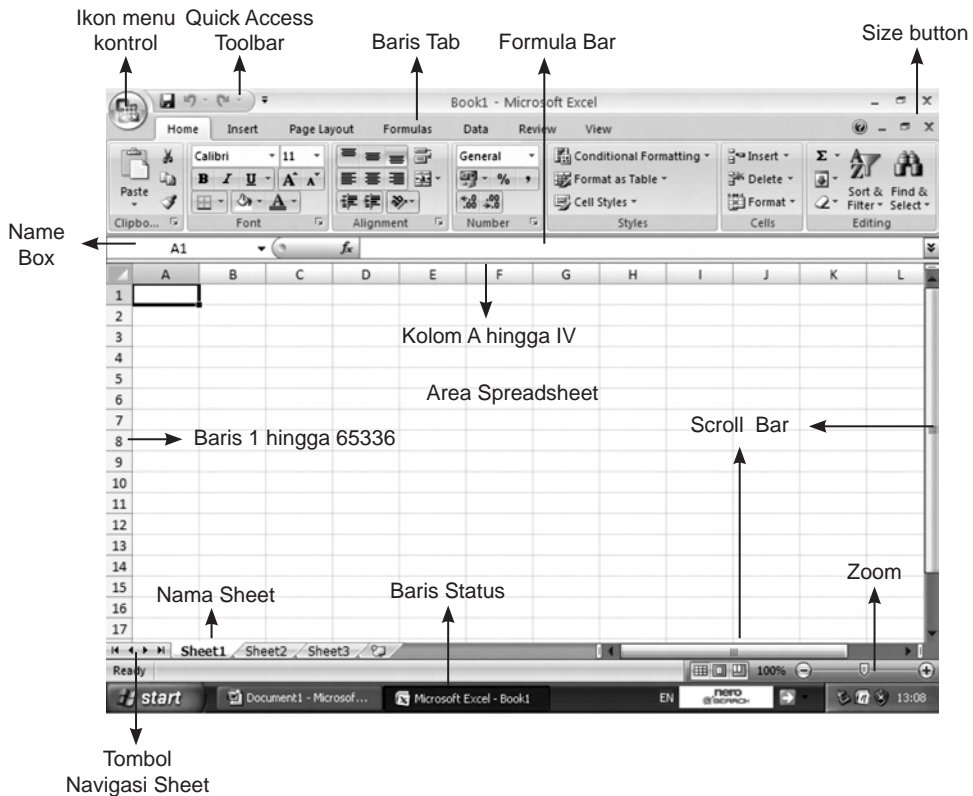 Ikon menu kontrol
Quick Access Toolbar
Baris Tab
Formula Bar
Size button
Book1 - Microsoft Excel
Home Insert Page Layout Formulas Data Review View
Paste
Calibri 11
General
Conditional Formatting
Format as Table
Cell Styles
Insert
Delete
Format
Sort & Filter
Find & Select
B I U A A
A
% ,
Σ
Clipbo... Font Alignment Number Styles Cells Editing
Name Box
A1 fx
A B C D E F G H I J K L
1
2
3
Kolom A hingga IV
4
5
6
Area Spreadsheet
7
8
Baris 1 hingga 65336
Scroll Bar
9
10
11
12
13
14
15
16
17
Nama Sheet
Baris Status
Zoom
Sheet1 Sheet2 Sheet3
Ready 100%
start Document1 - Microsof... Microsoft Excel - Book1 EN nero SEARCH 13:08
Tombol
Navigasi Sheet